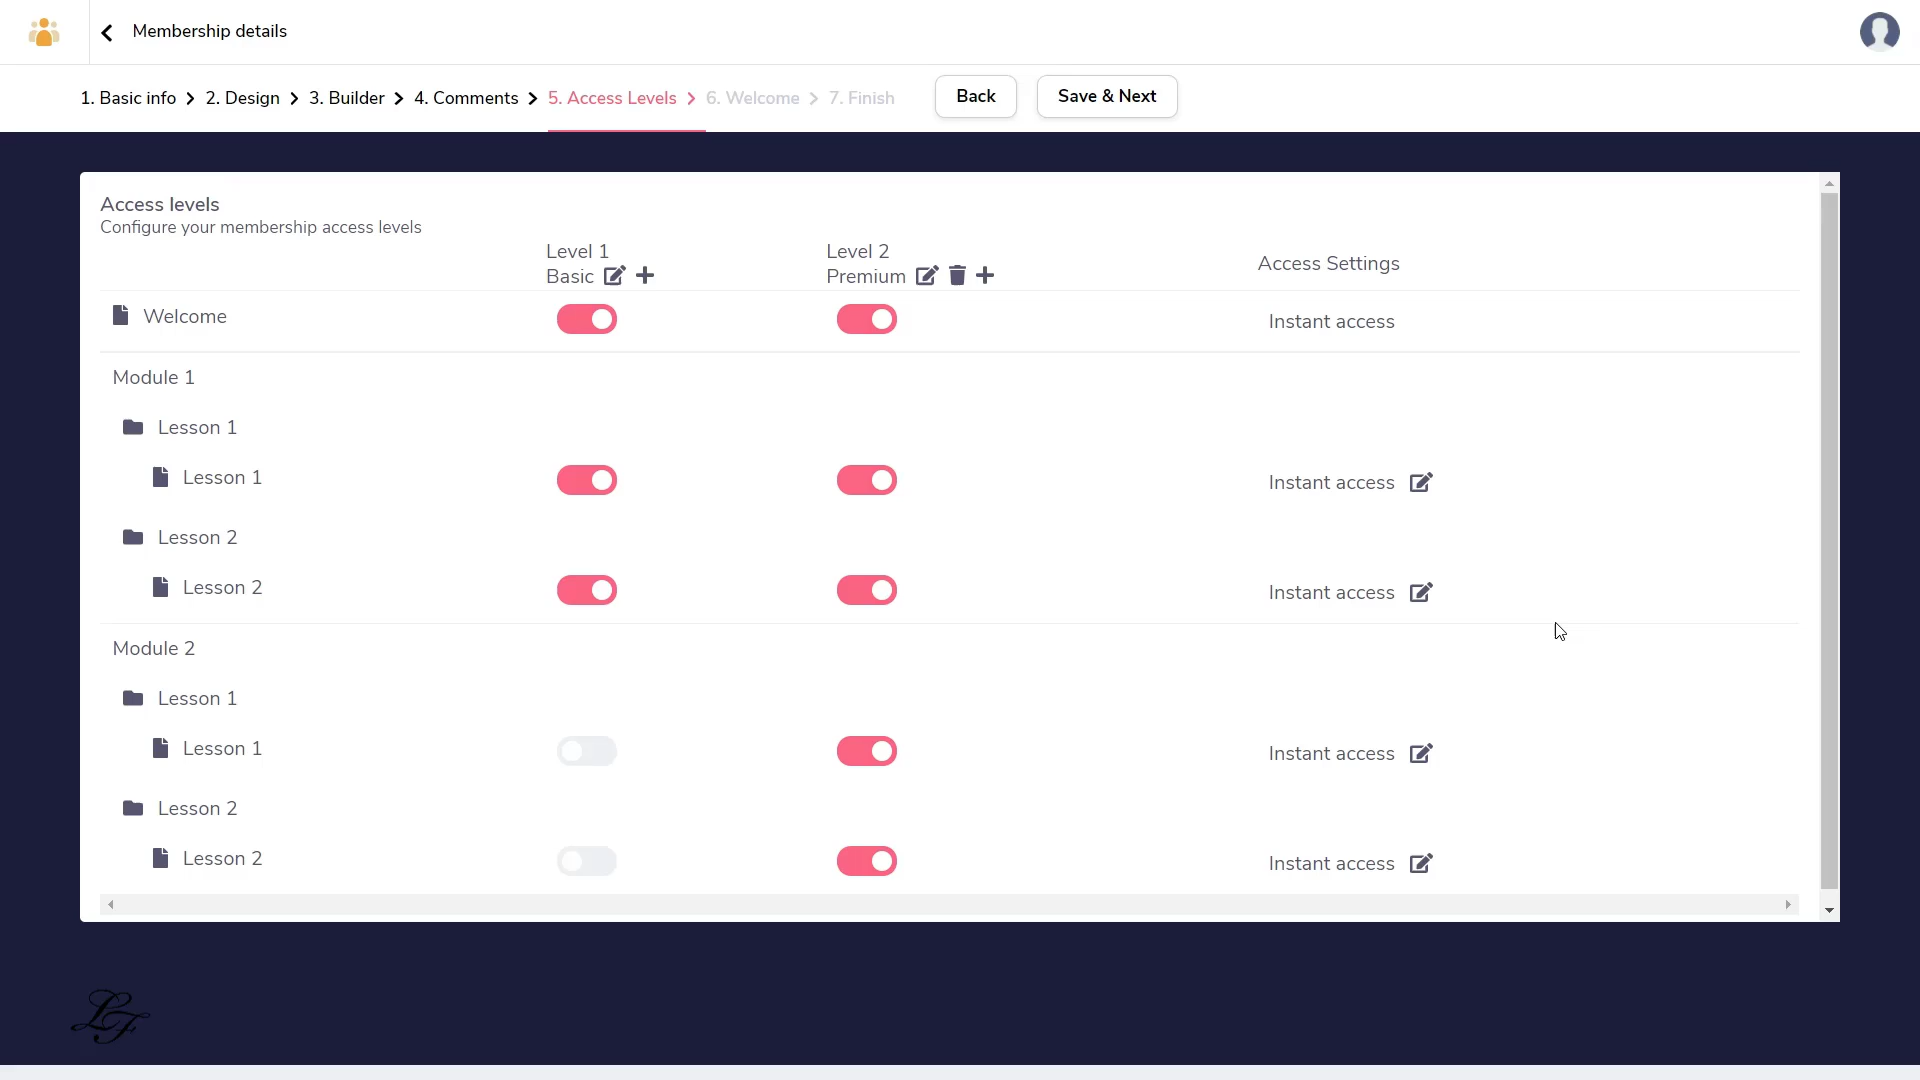 Membership details
1. Basic info 2. Design 3. Builder 4. Comments 5. Access Levels 6. Welcome 7. Finish Back Save & Next
Access levels
Configure your membership access levels
Level 1 Level 2 Access Settings
Basic Premium
Welcome Instant access
Module 1
Lesson 1
Lesson 1 Instant access
Lesson 2
Lesson 2 Instant access
Module 2
Lesson 1
Lesson 1 Instant access
Lesson 2
Lesson 2 Instant access
LF